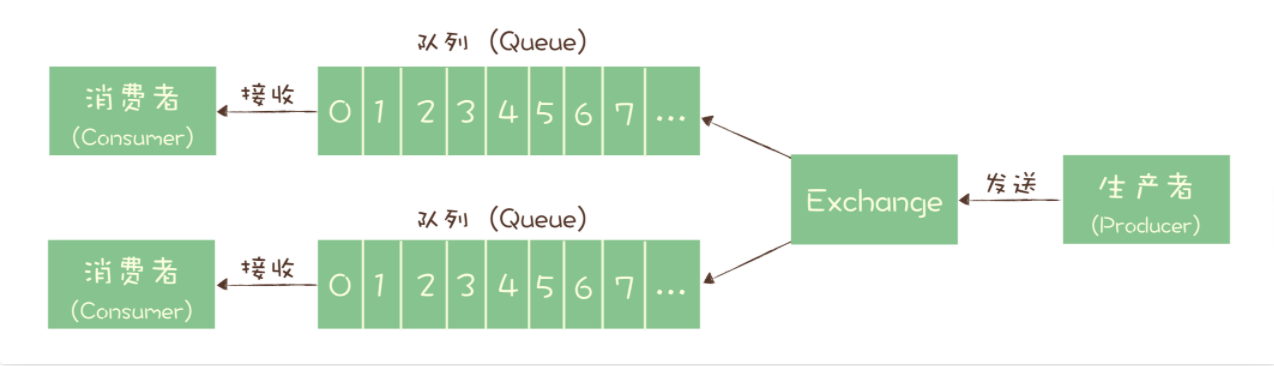 队列 (Queue)
消费者
(Consumer)
接收
0 1 2 3 4 5 6 7 ...
Exchange
发送
生产者
(Producer)
队列 (Queue)
消费者
(Consumer)
接收
0 1 2 3 4 5 6 7 ...